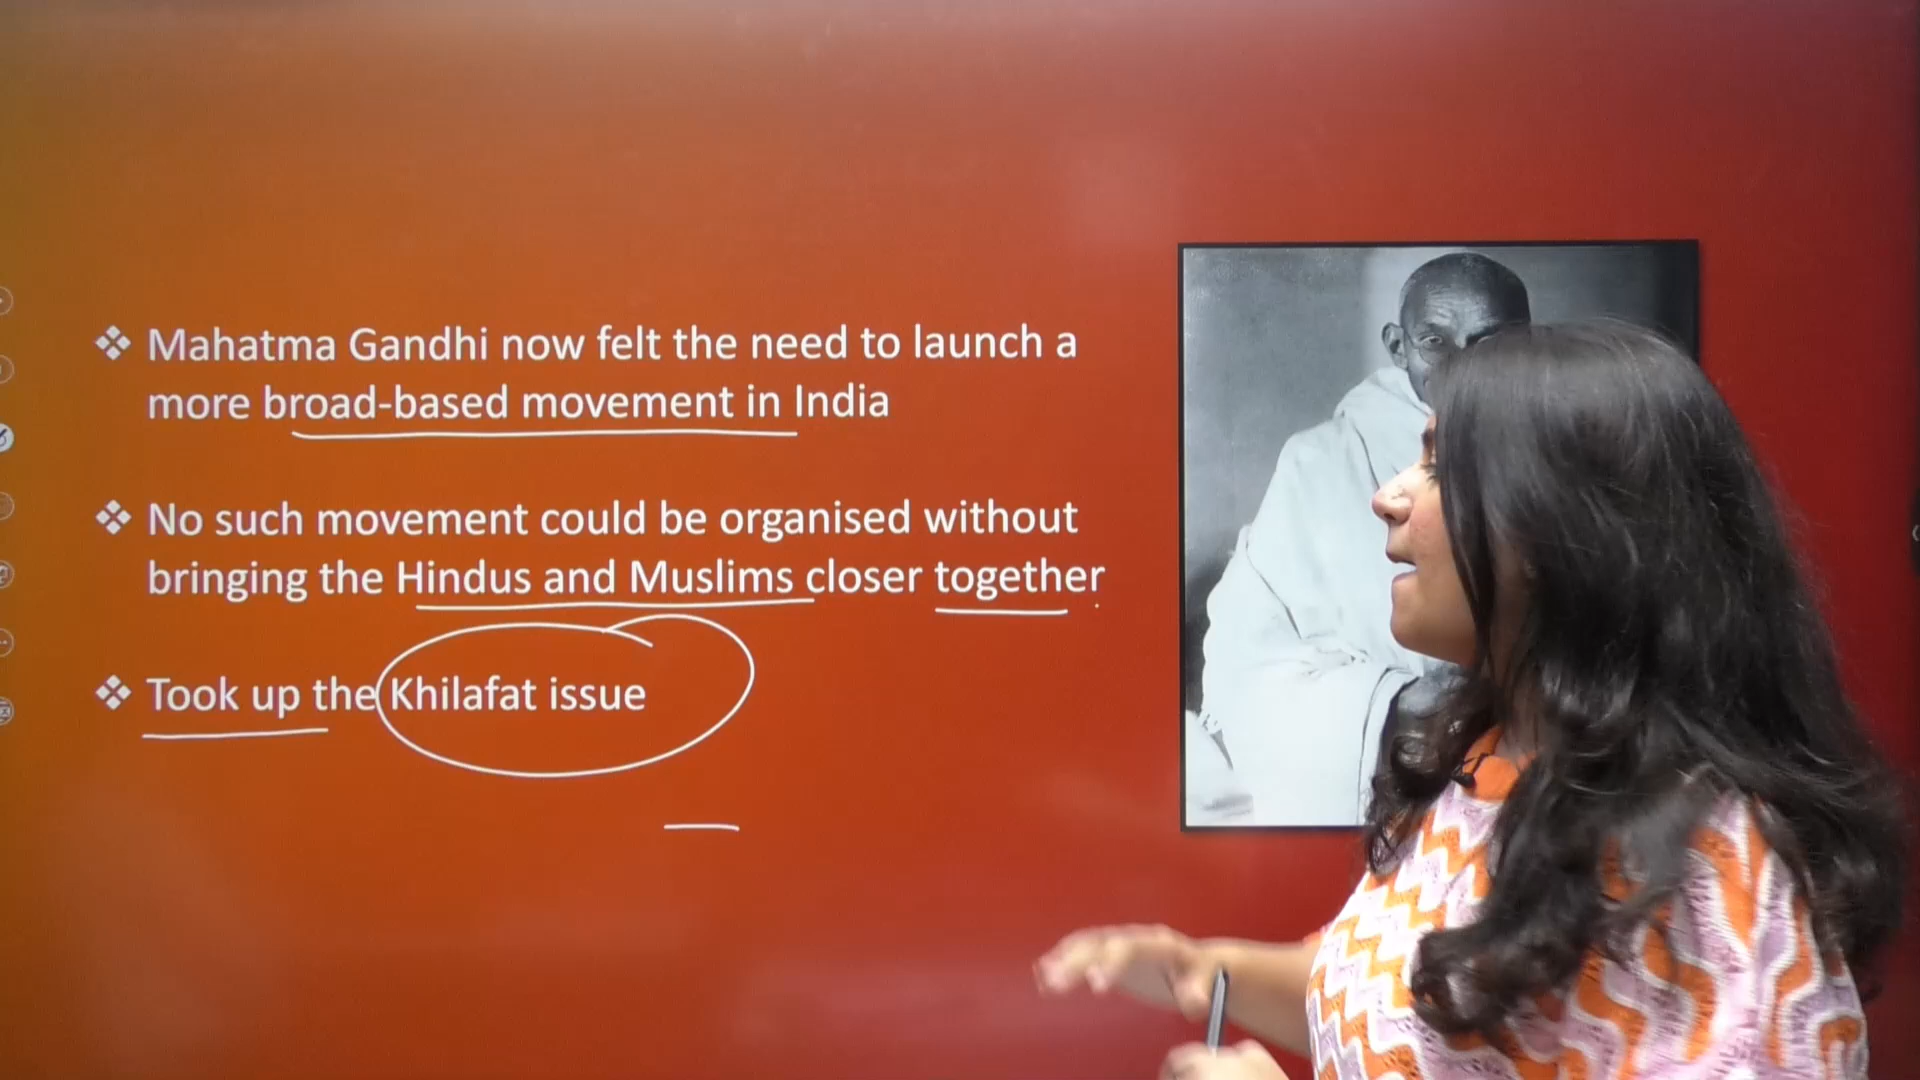 ❖ Mahatma Gandhi now felt the need to launch a
more broad-based movement in India
❖ No such movement could be organised without
bringing the Hindus and Muslims closer together
❖ Took up the Khilafat issue